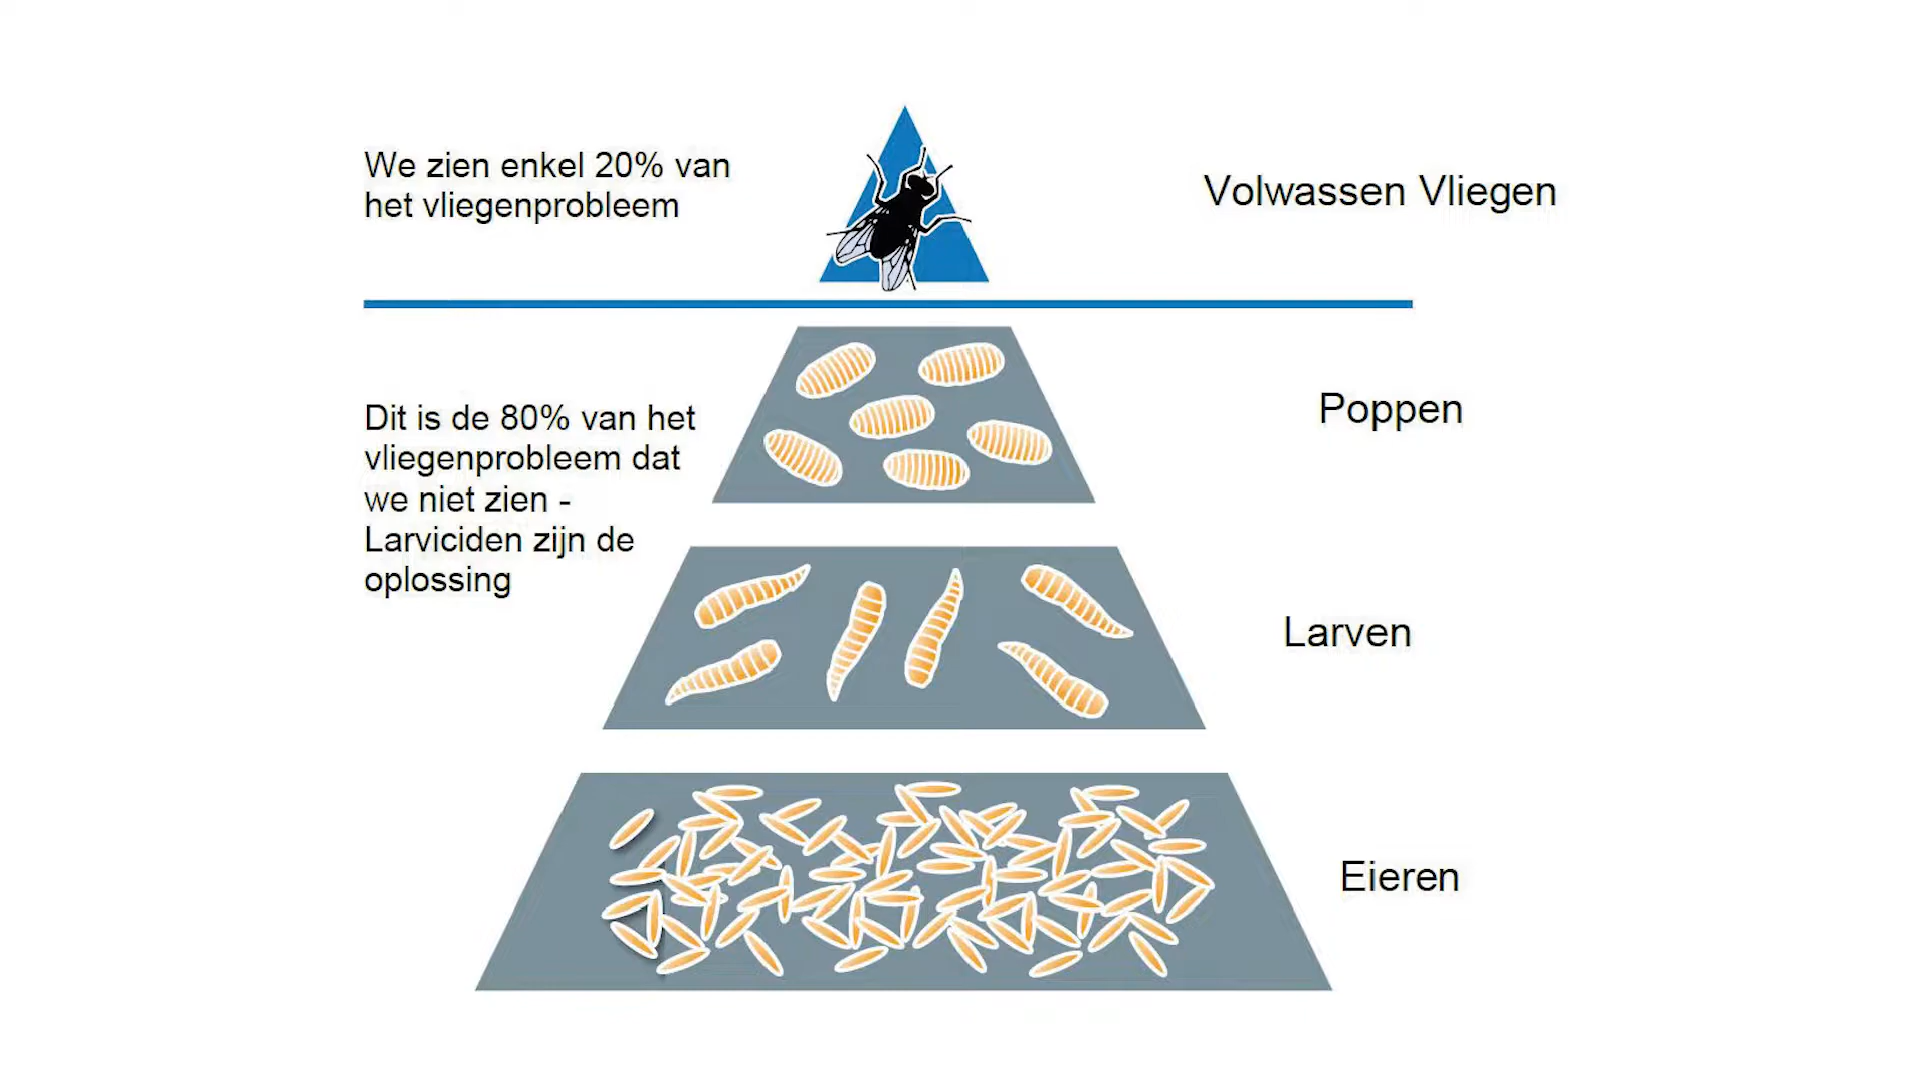 We zien enkel 20% van
het vliegenprobleem
Volwassen Vliegen
Dit is de 80% van het
vliegenprobleem dat
we niet zien -
Larviciden zijn de
oplossing
Poppen
Larven
Eieren